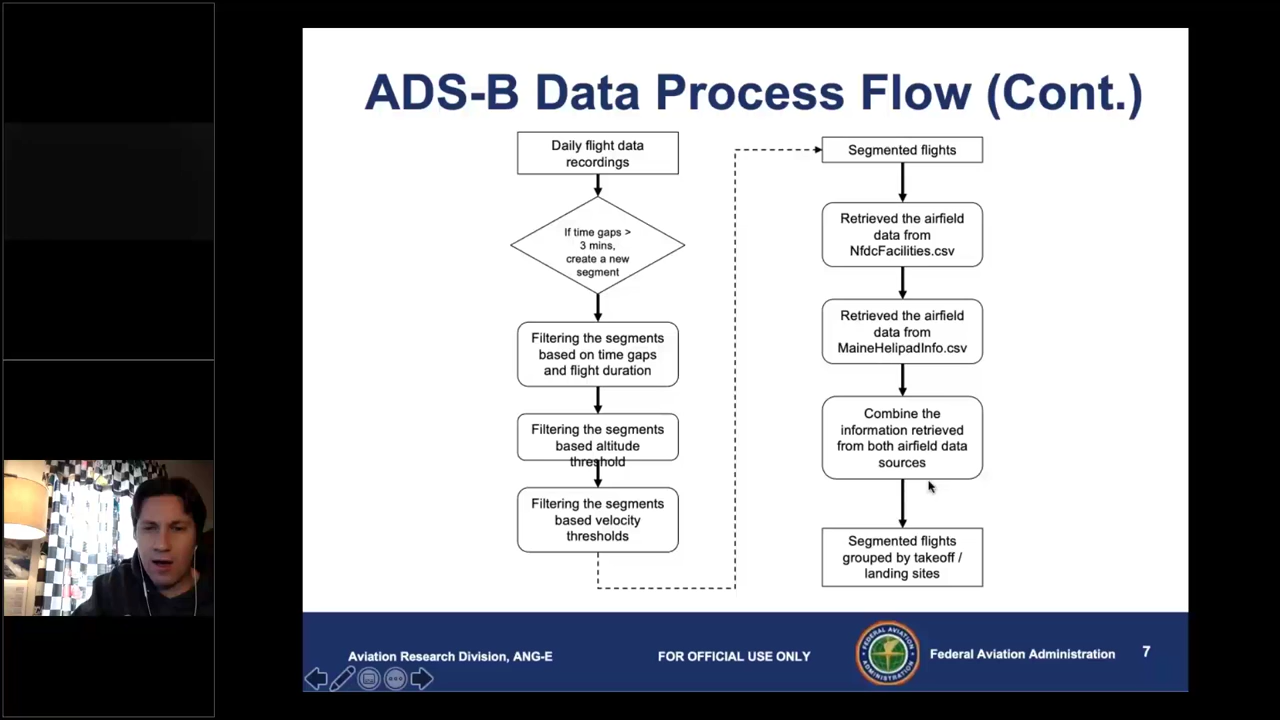 ADS-B Data Process Flow (Cont.)
Daily flight data
recordings
If time gaps >
3 mins,
create a new
segment
Filtering the segments
based on time gaps
and flight duration
Filtering the segments
based altitude
threshold
Filtering the segments
based velocity
thresholds
Segmented flights
Retrieved the airfield
data from
NfdcFacilities.csv
Retrieved the airfield
data from
MaineHelipadInfo.csv
Combine the
information retrieved
from both airfield data
sources
Segmented flights
grouped by takeoff /
landing sites
Aviation Research Division, ANG-E
FOR OFFICIAL USE ONLY
FEDERAL AVIATION
ADMINISTRATION
Federal Aviation Administration
7